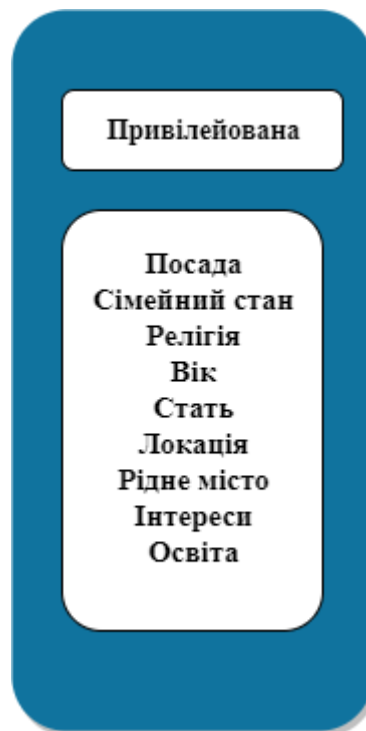 Привілейована
Посада
Сімейний стан
Релігія
Вік
Стать
Локація
Рідне місто
Інтереси
Освіта